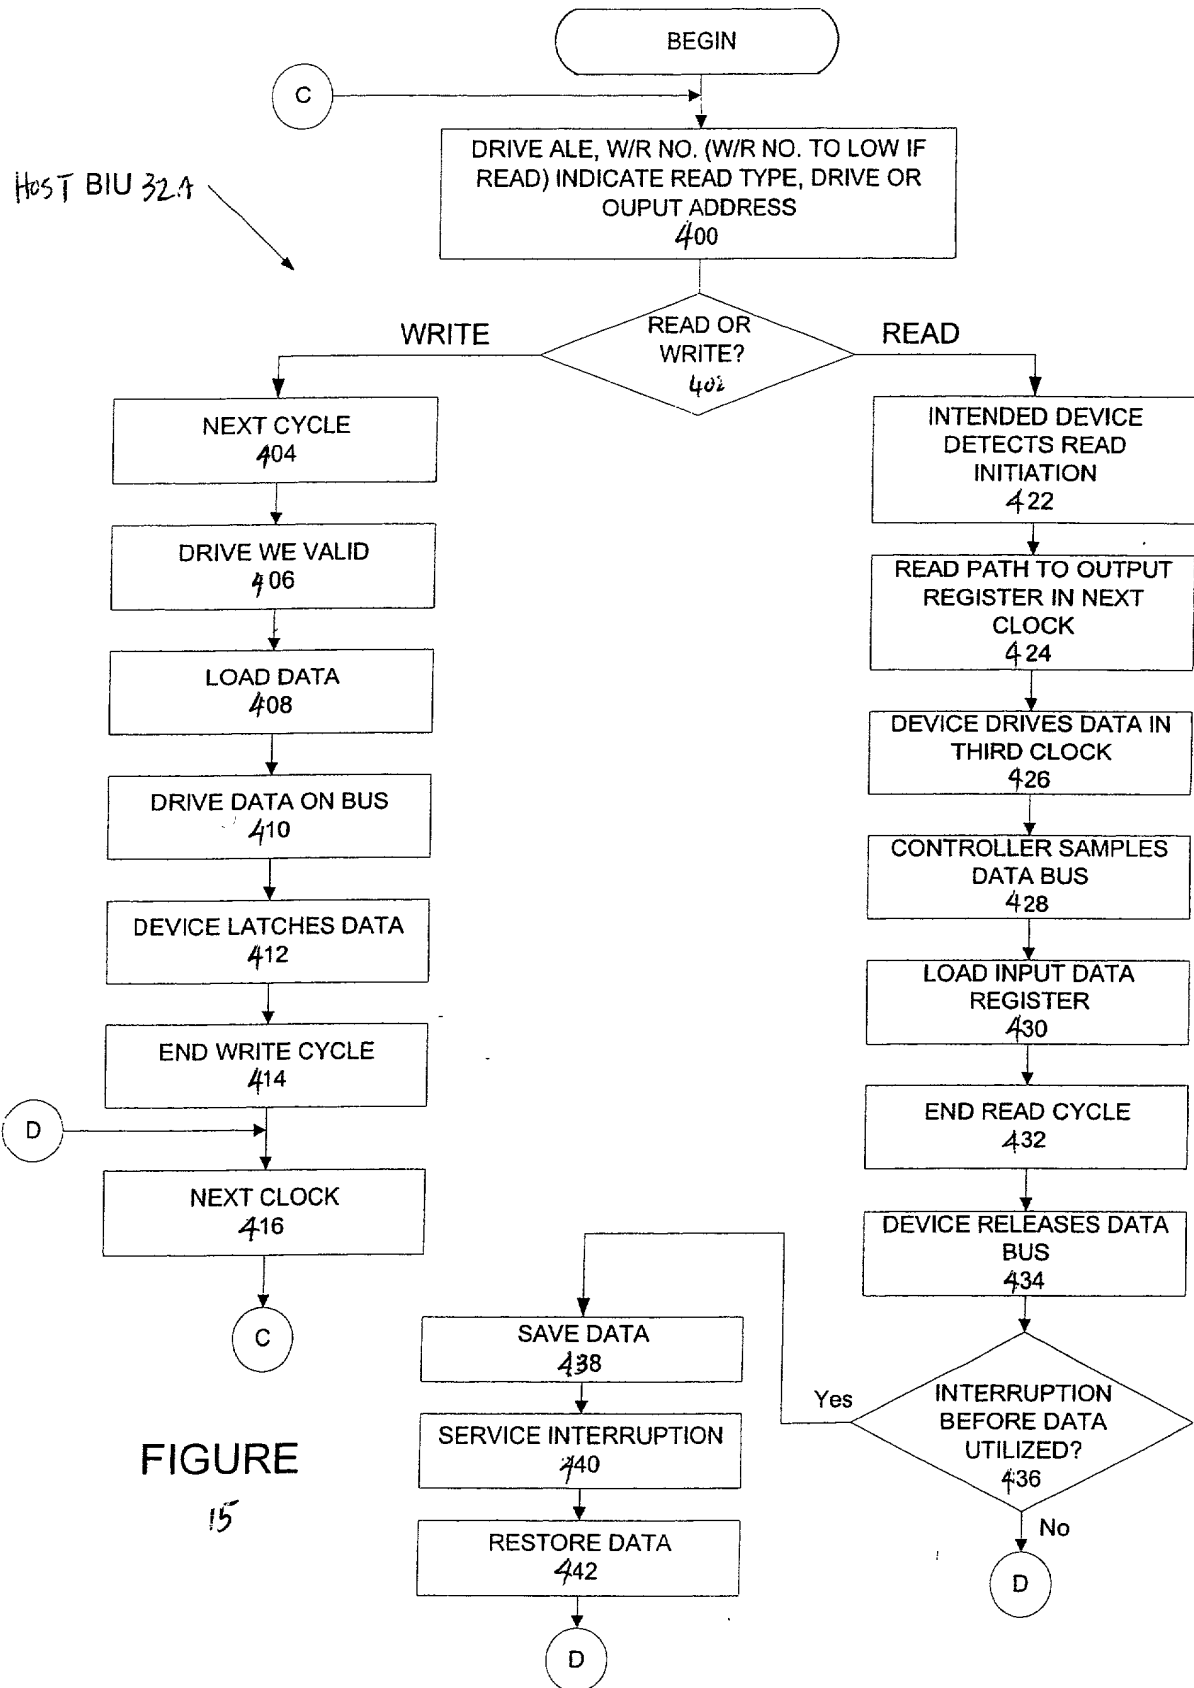 BEGIN
C
DRIVE ALE, W/R NO. (W/R NO. TO LOW IF
READ) INDICATE READ TYPE, DRIVE OR
OUPUT ADDRESS
400
HOST BIU 32A
READ OR
WRITE?
402
WRITE
READ
NEXT CYCLE
404
DRIVE WE VALID
406
LOAD DATA
408
DRIVE DATA ON BUS
410
DEVICE LATCHES DATA
412
END WRITE CYCLE
414
D
NEXT CLOCK
416
C
INTENDED DEVICE
DETECTS READ
INITIATION
422
READ PATH TO OUTPUT
REGISTER IN NEXT
CLOCK
424
DEVICE DRIVES DATA IN
THIRD CLOCK
426
CONTROLLER SAMPLES
DATA BUS
428
LOAD INPUT DATA
REGISTER
430
END READ CYCLE
432
DEVICE RELEASES DATA
BUS
434
INTERRUPTION
BEFORE DATA
UTILIZED?
436
Yes
No
D
SAVE DATA
438
SERVICE INTERRUPTION
440
RESTORE DATA
442
D
FIGURE
15